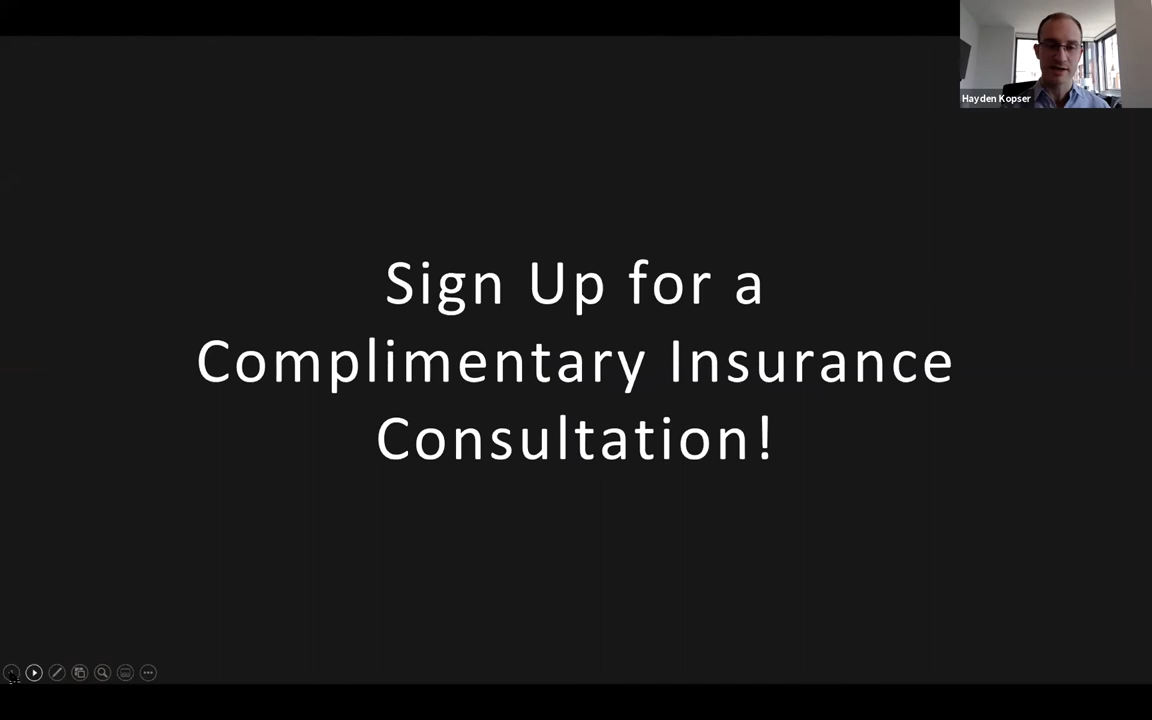 Hayden Kopser
Sign Up for a
Complimentary Insurance
Consultation!